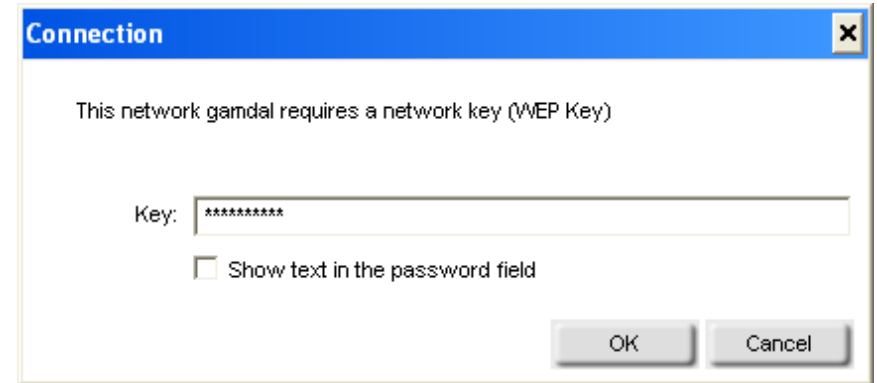 Connection
This network gamdal requires a network key (WEP Key)
Key: **********
Show text in the password field
OK Cancel